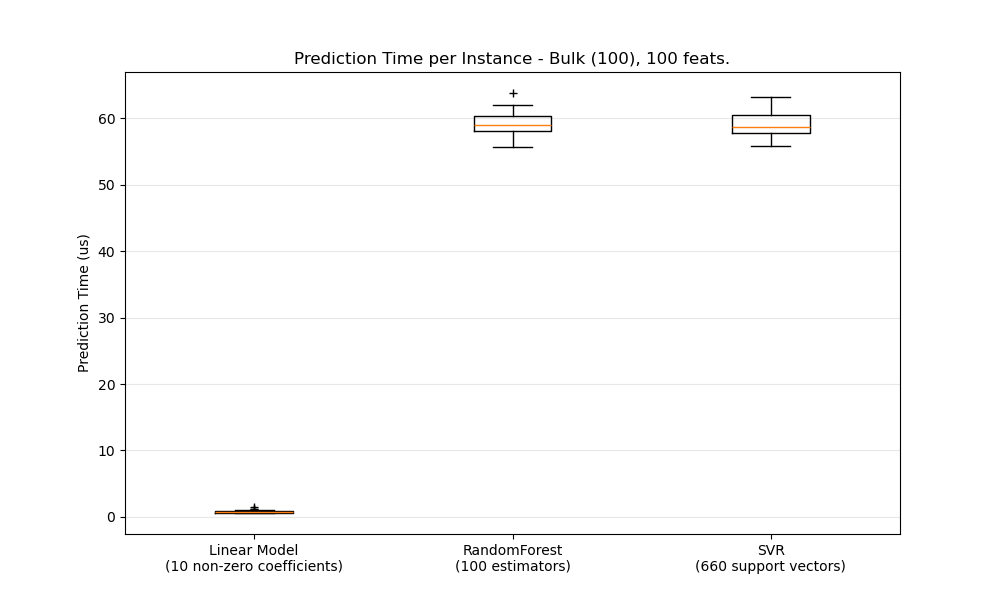 Prediction Time per Instance - Bulk (100), 100 feats.
60
50
40
30
20
10
0
Prediction Time (us)
Linear Model
(10 non-zero coefficients)
RandomForest
(100 estimators)
SVR
(660 support vectors)